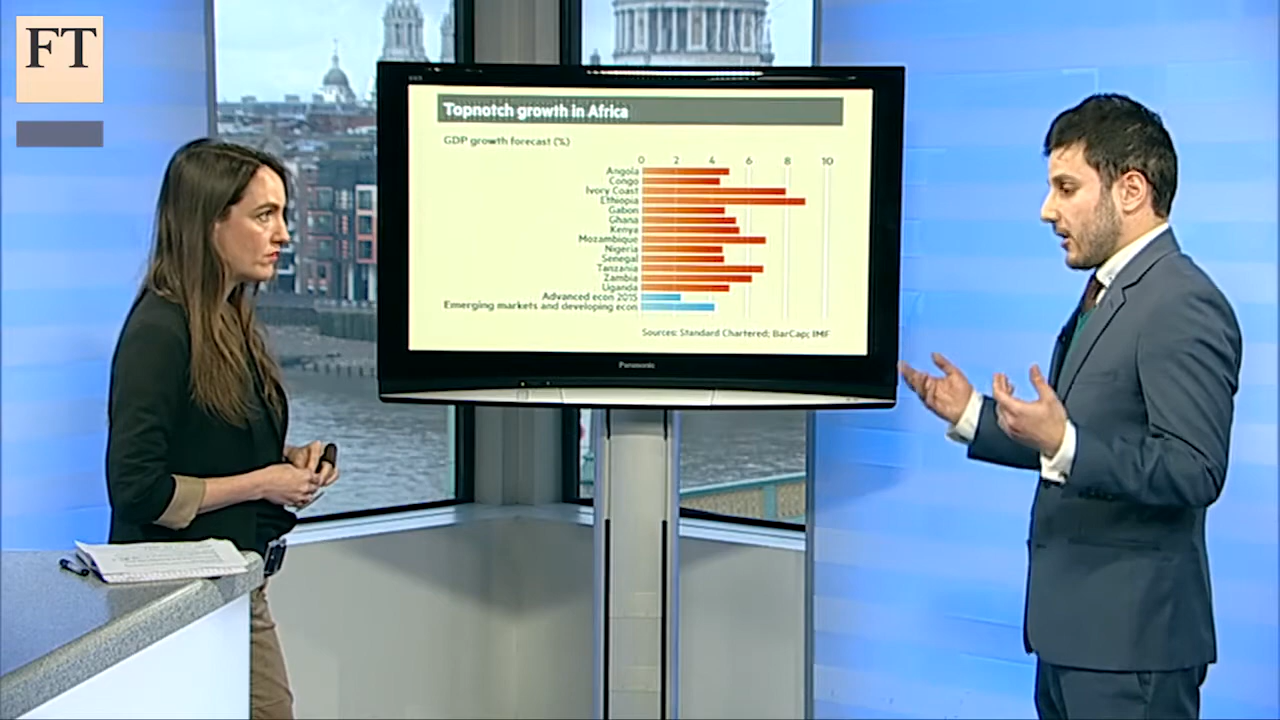 FT
Topnotch growth in Africa
GDP growth forecast (%)
0 2 4 6 8 10
Angola
Congo
Ivory Coast
Ethiopia
Gabon
Ghana
Kenya
Mozambique
Nigeria
Senegal
Tanzania
Zambia
Uganda
Advanced econ 2015
Emerging markets and developing econ
Sources: Standard Chartered; BarCap; IMF
Panasonic